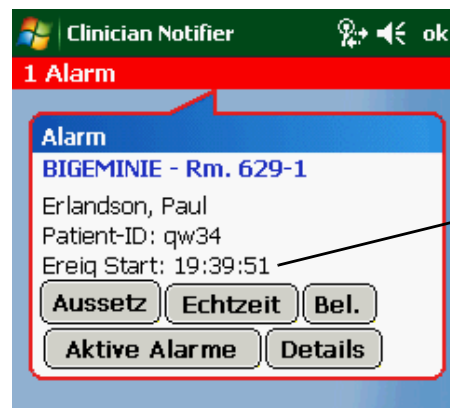 Clinician Notifier ok
1 Alarm
Alarm
BIGEMINIE - Rm. 629-1
Erlandson, Paul
Patient-ID: qw34
Ereig Start: 19:39:51
Aussetz Echtzeit Bel.
Aktive Alarme Details